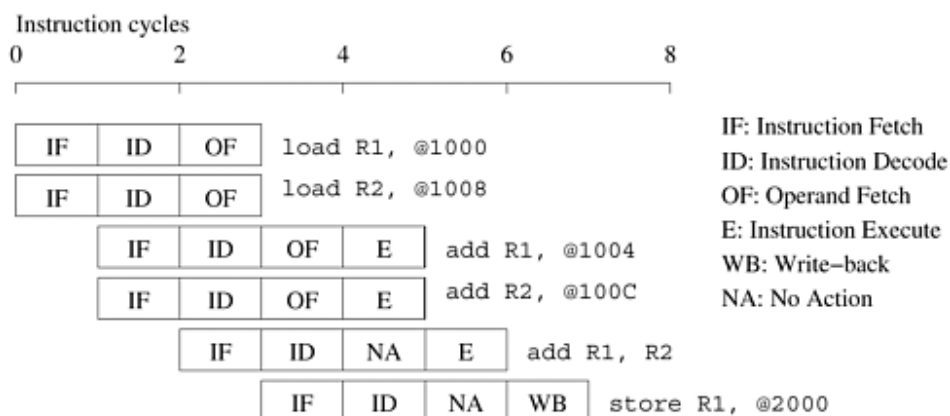 Instruction cycles
0 2 4 6 8
IF ID OF load R1, @1000
IF ID OF load R2, @1008
IF ID OF E add R1, @1004
IF ID OF E add R2, @100C
IF ID NA E add R1, R2
IF ID NA WB store R1, @2000
IF: Instruction Fetch
ID: Instruction Decode
OF: Operand Fetch
E: Instruction Execute
WB: Write−back
NA: No Action